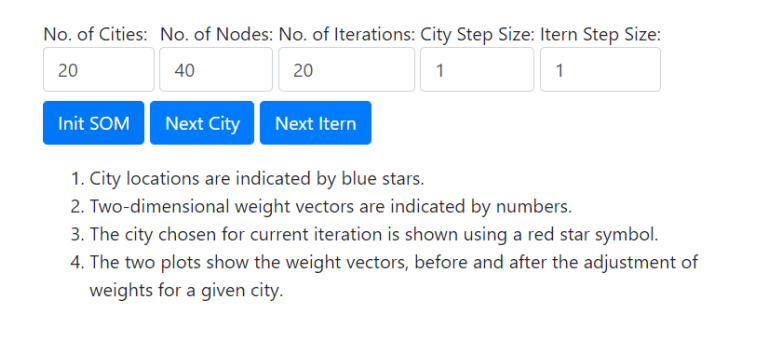 No. of Cities: No. of Nodes: No. of Iterations: City Step Size: Itern Step Size:
20 40 20 1 1
Init SOM Next City Next Itern
1. City locations are indicated by blue stars.
2. Two-dimensional weight vectors are indicated by numbers.
3. The city chosen for current iteration is shown using a red star symbol.
4. The two plots show the weight vectors, before and after the adjustment of
weights for a given city.